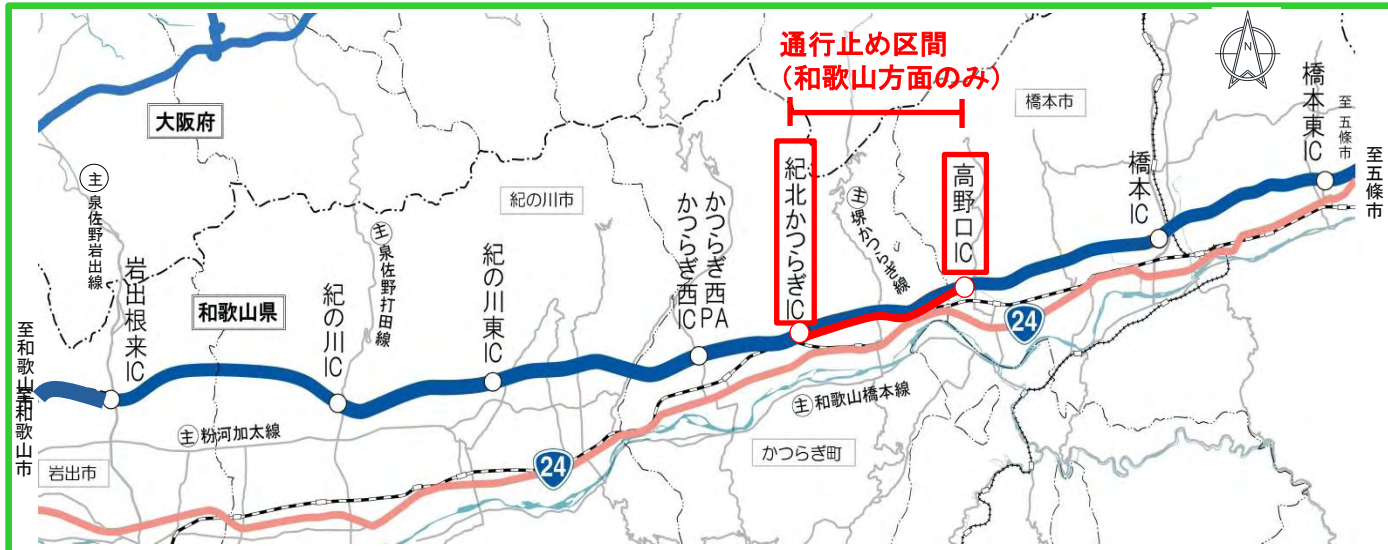 通行止め区間
(和歌山方面のみ)
N
橋本市
橋本東IC
至五條市
至五條市
大阪府
主
泉佐野岩出線
紀の川市
主
泉佐野打田線
かつらぎ西PA
かつらぎ西IC
紀北かつらぎIC
主
堺かつらぎ線
高野口IC
橋本IC
岩出根来IC
和歌山県
紀の川IC
紀の川東IC
24
至和歌山市
至和歌山市
主 和歌山橋本線
主 粉河加太線
かつらぎ町
岩出市
24